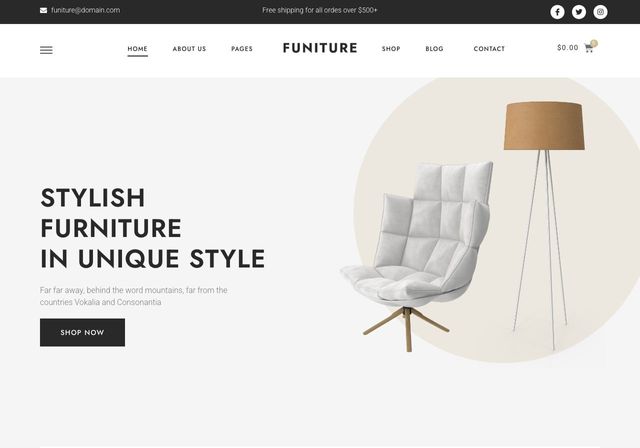 funiture@domain.com
Free shipping for all ordes over $500+
HOME
ABOUT US
PAGES
FUNITURE
SHOP
BLOG
CONTACT
$0.00
STYLISH
FURNITURE
IN UNIQUE STYLE
Far far away, behind the word mountains, far from the
countries Vokalia and Consonantia
SHOP NOW